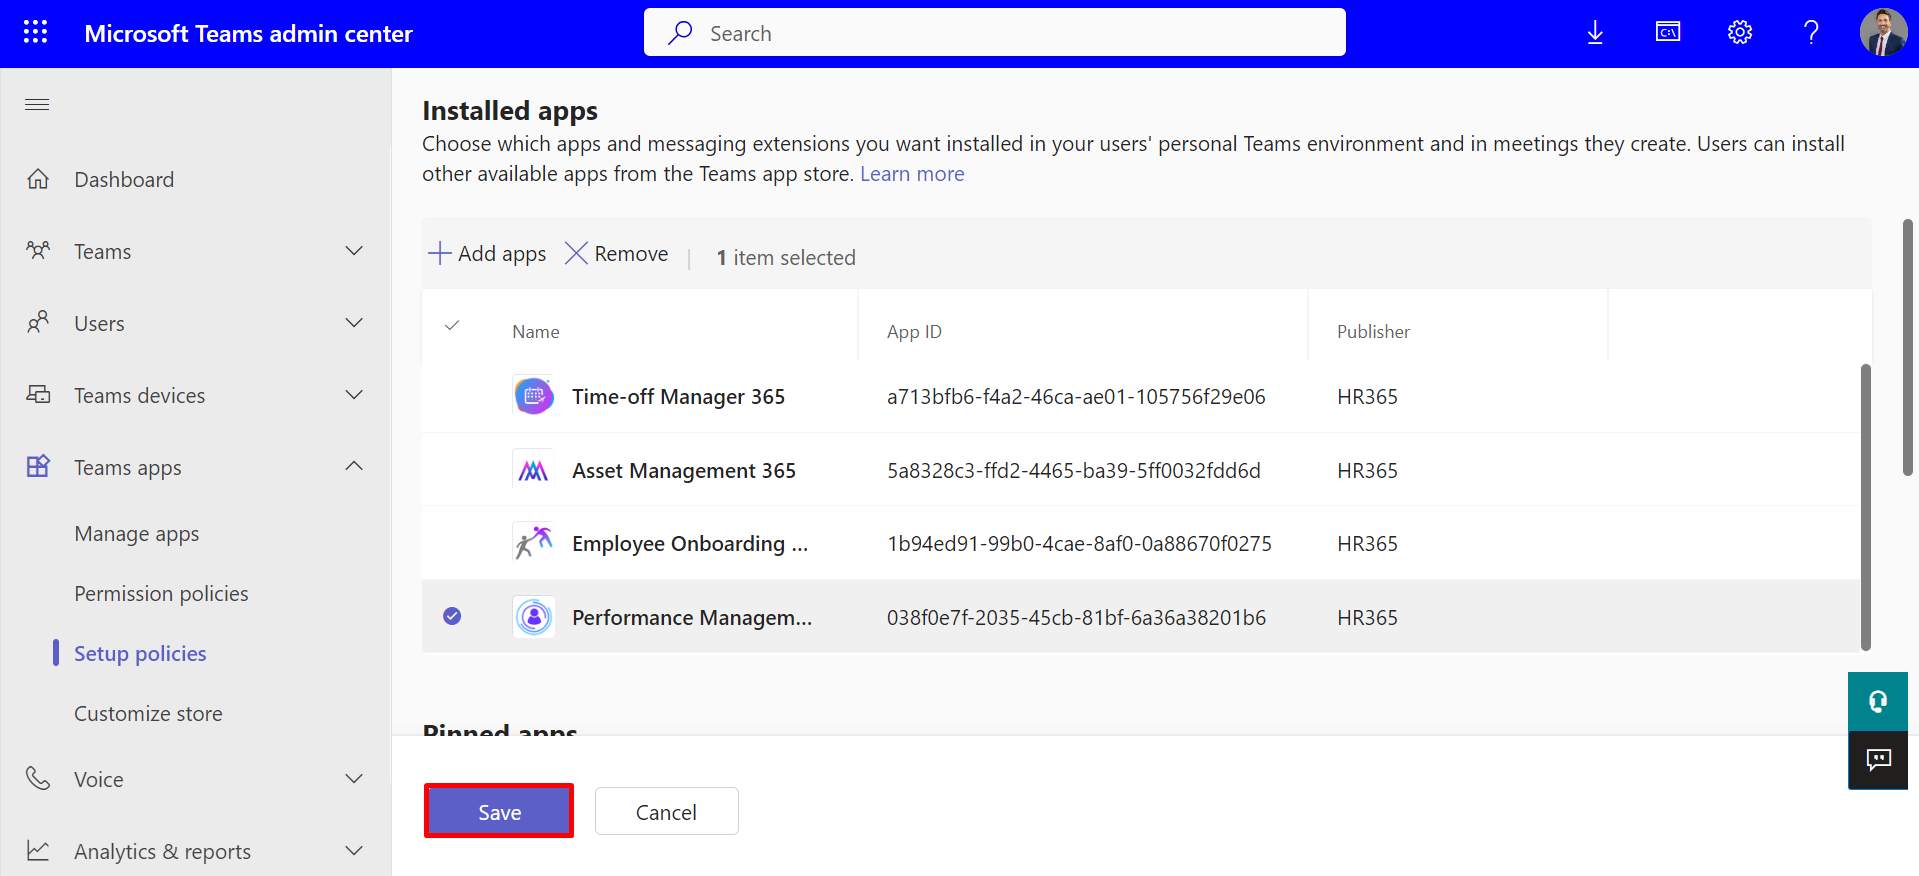 Microsoft Teams admin center
Search
C:\
Dashboard
Teams
Users
Teams devices
Teams apps
Manage apps
Permission policies
Setup policies
Customize store
Voice
Analytics & reports
Installed apps
Choose which apps and messaging extensions you want installed in your users' personal Teams environment and in meetings they create. Users can install
other available apps from the Teams app store. Learn more
Add apps Remove | 1 item selected
Name App ID Publisher
Time-off Manager 365 a713bfb6-f4a2-46ca-ae01-105756f29e06 HR365
Asset Management 365 5a8328c3-ffd2-4465-ba39-5ff0032fdd6d HR365
Employee Onboarding ... 1b94ed91-99b0-4cae-8af0-0a88670f0275 HR365
Performance Managem... 038f0e7f-2035-45cb-81bf-6a36a38201b6 HR365
Pinned apps
Save Cancel